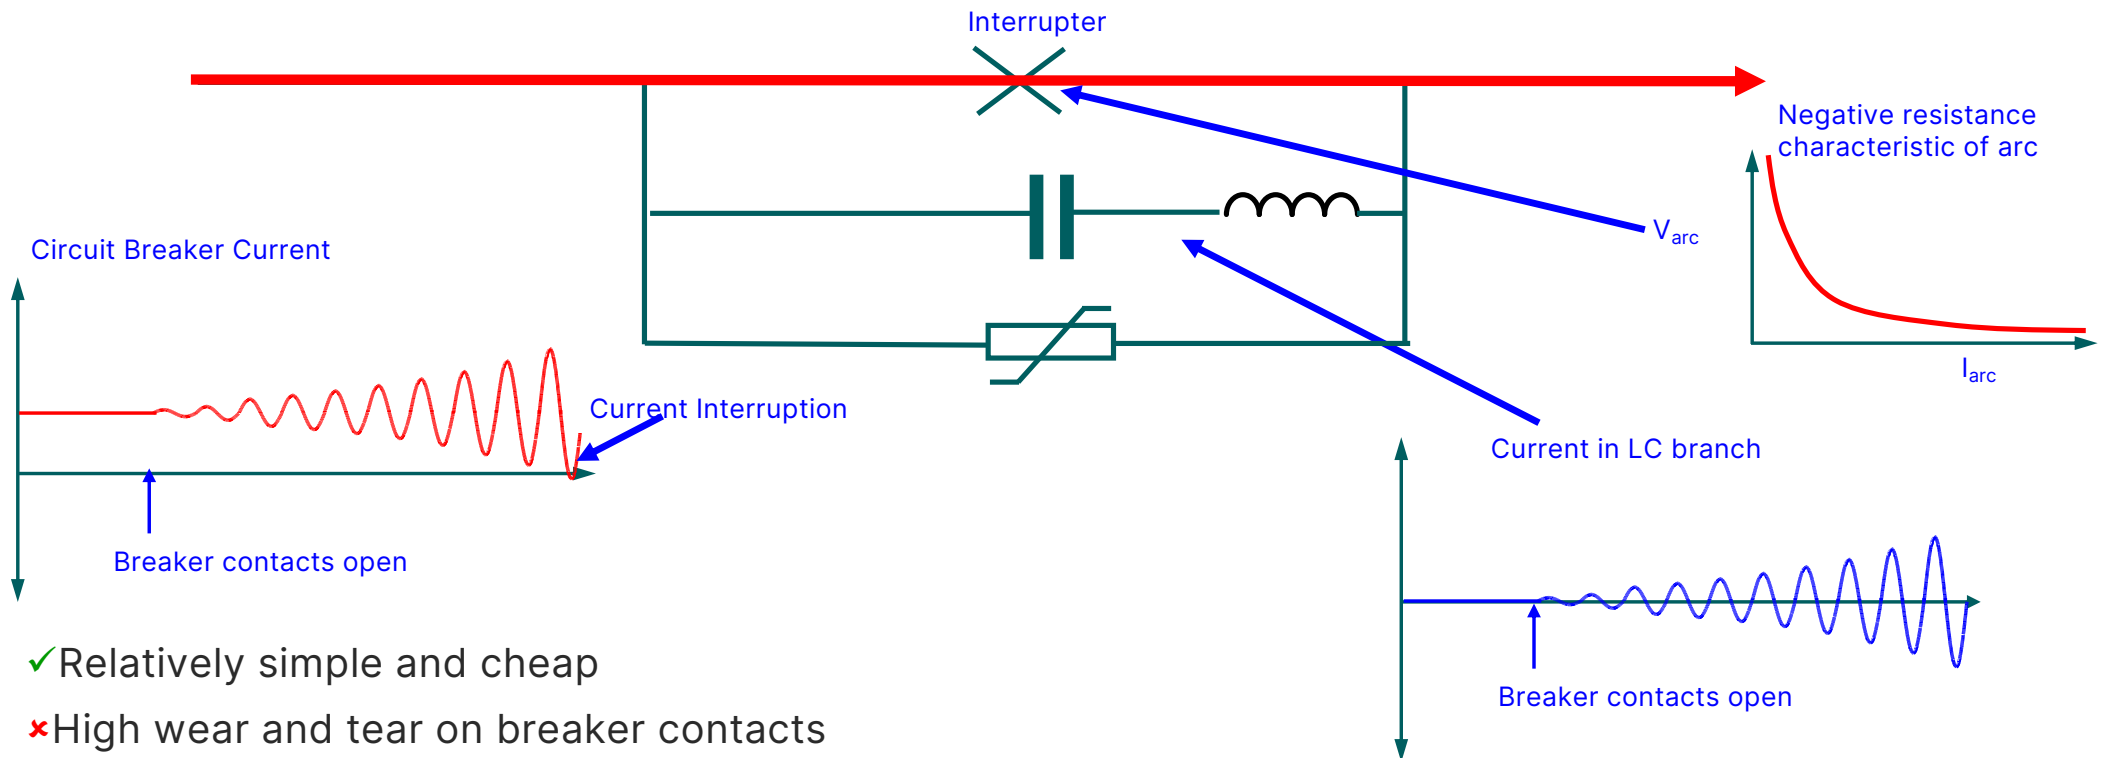 Interrupter
Negative resistance
characteristic of arc
Varc
Circuit Breaker Current
Iarc
Current Interruption
Current in LC branch
Breaker contacts open
✓Relatively simple and cheap
Breaker contacts open
✘High wear and tear on breaker contacts